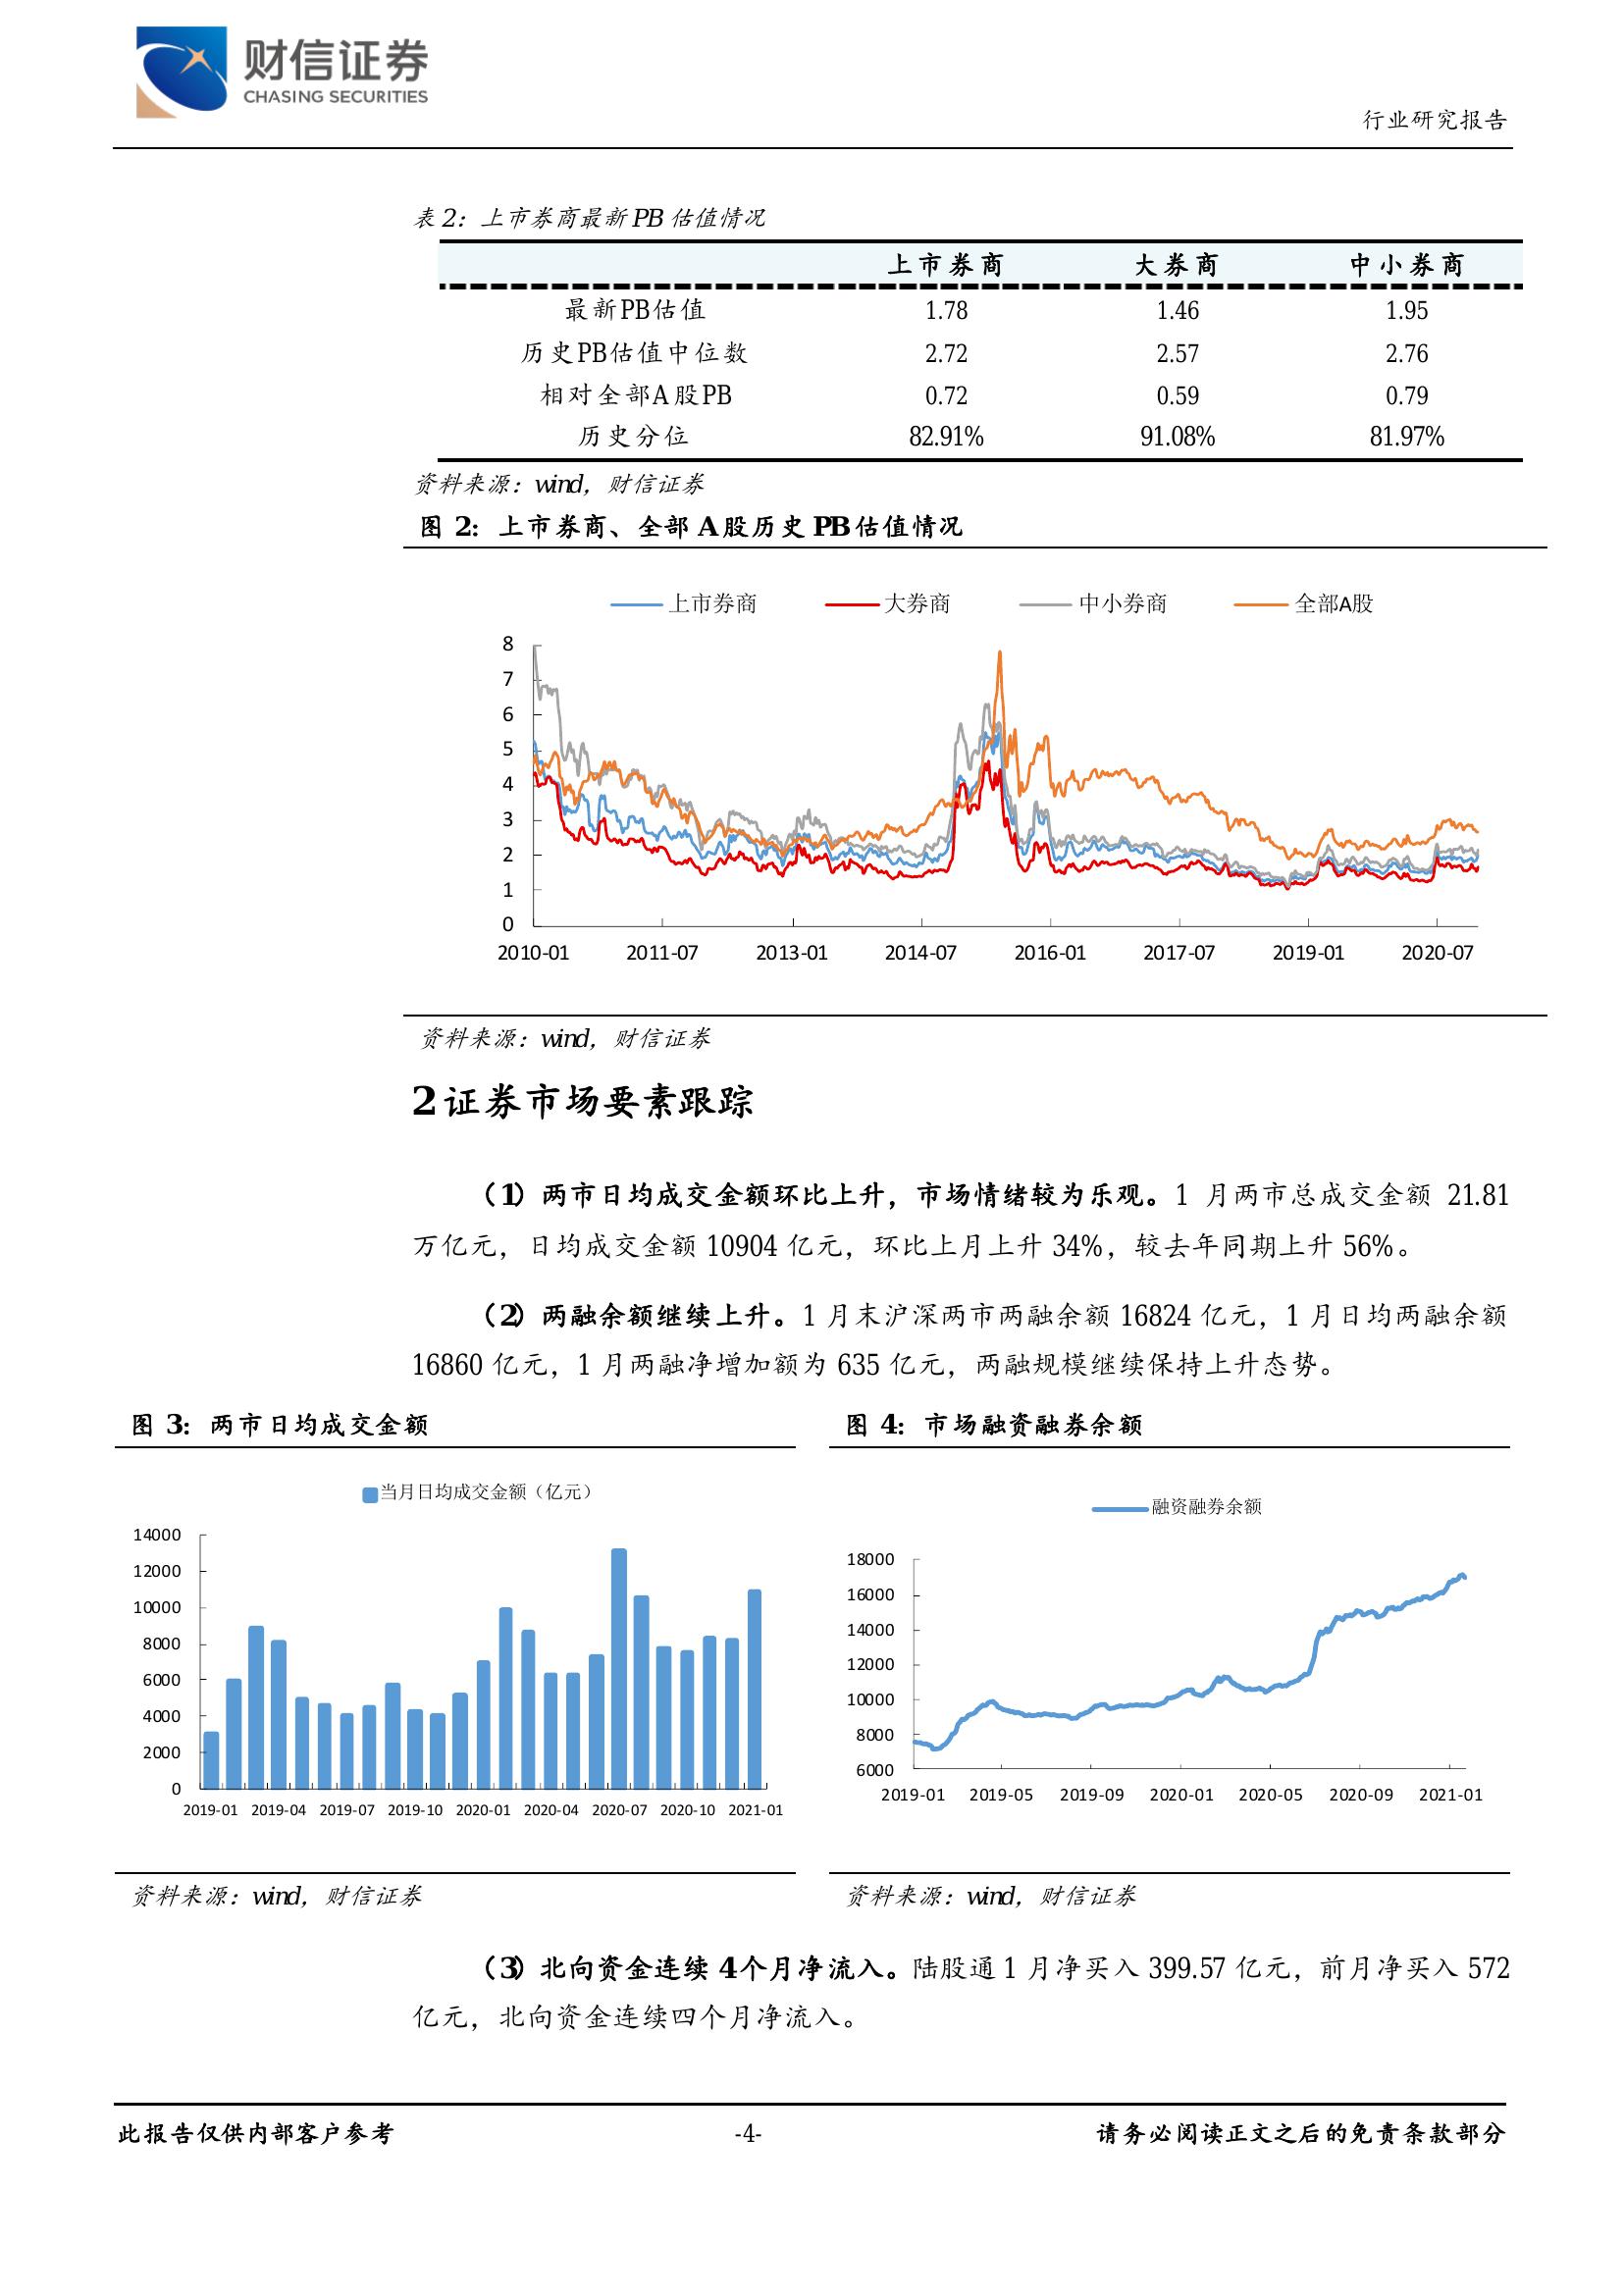 财信证券
CHASING SECURITIES
行业研究报告
表 2：上市券商最新 PB 估值情况
上市券商 大券商 中小券商
最新PB估值 1.78 1.46 1.95
历史PB估值中位数 2.72 2.57 2.76
相对全部A股PB 0.72 0.59 0.79
历史分位 82.91% 91.08% 81.97%
资料来源：wind，财信证券
图 2：上市券商、全部 A 股历史 PB 估值情况
上市券商 大券商 中小券商 全部A股
8
7
6
5
4
3
2
1
0
2010-01 2011-07 2013-01 2014-07 2016-01 2017-07 2019-01 2020-07
资料来源：wind，财信证券
2 证券市场要素跟踪
（1）两市日均成交金额环比上升，市场情绪较为乐观。1 月两市总成交金额 21.81
万亿元，日均成交金额 10904 亿元，环比上月上升 34%，较去年同期上升 56%。
（2）两融余额继续上升。1 月末沪深两市两融余额 16824 亿元，1 月日均两融余额
16860 亿元，1 月两融净增加额为 635 亿元，两融规模继续保持上升态势。
图 3：两市日均成交金额
当月日均成交金额（亿元）
14000
12000
10000
8000
6000
4000
2000
0
2019-01 2019-04 2019-07 2019-10 2020-01 2020-04 2020-07 2020-10 2021-01
资料来源：wind，财信证券
图 4：市场融资融券余额
融资融券余额
18000
16000
14000
12000
10000
8000
6000
2019-01 2019-05 2019-09 2020-01 2020-05 2020-09 2021-01
资料来源：wind，财信证券
（3）北向资金连续 4 个月净流入。陆股通 1 月净买入 399.57 亿元，前月净买入 572
亿元，北向资金连续四个月净流入。
此报告仅供内部客户参考 -4- 请务必阅读正文之后的免责条款部分